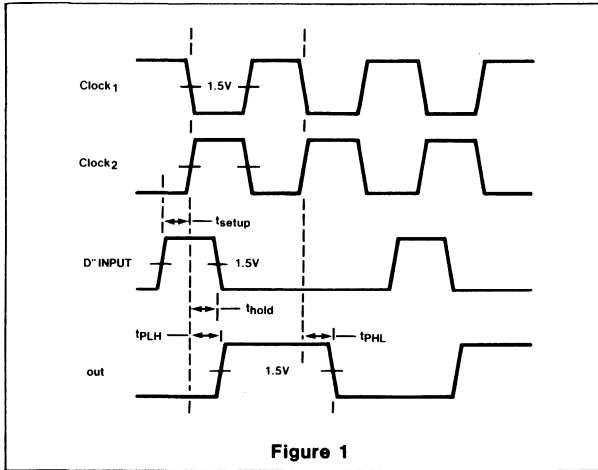 Clock1
1.5V
Clock2
tsetup
D" INPUT
1.5V
thold
tPLH
tPHL
out
1.5V
Figure 1